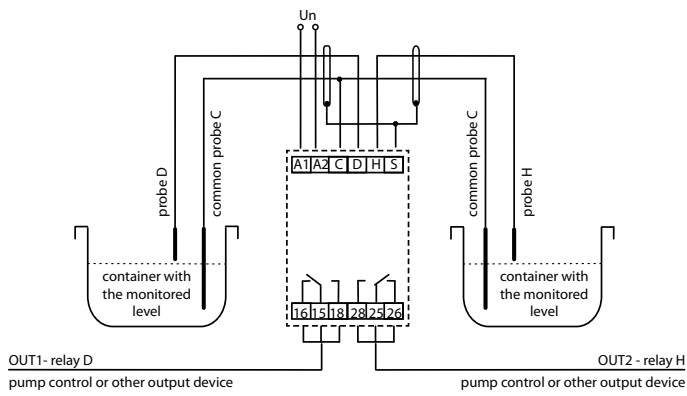 Un
probe D
common probe C
common probe C
probe H
A1 A2 C D H S
container with
the monitored
level
container with
the monitored
level
16 15 18 28 25 26
OUT1- relay D
pump control or other output device
OUT2 - relay H
pump control or other output device